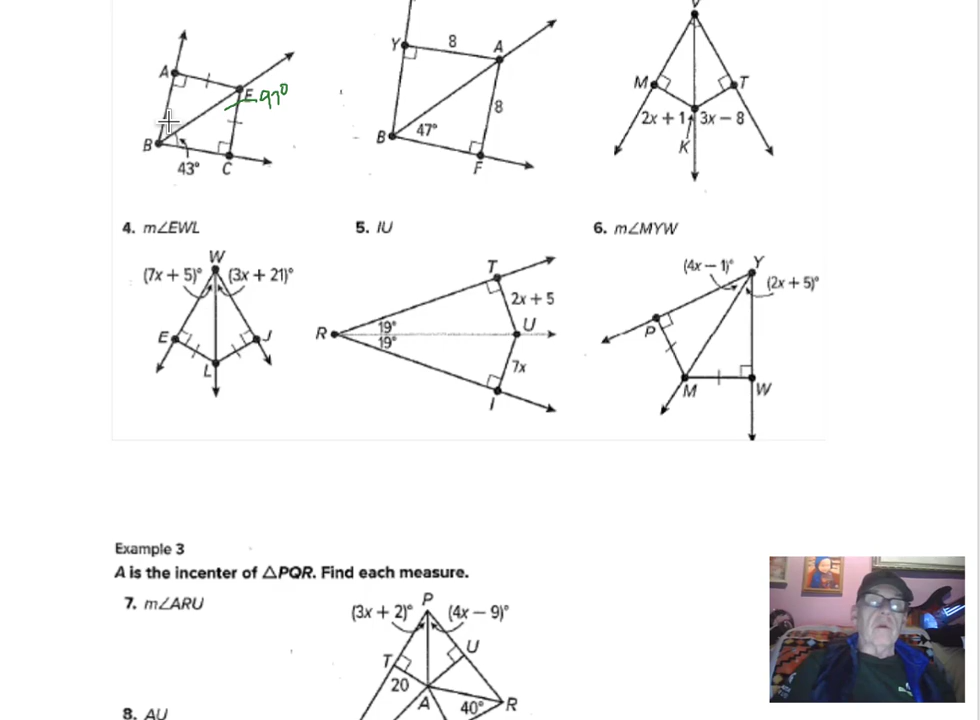 A
E 97°
B
43° C
Y 8 A
8
B 47°
F
V
M T
2x + 1 3x – 8
K
4. m∠EWL
5. IU
6. m∠MYW
W
(7x + 5)° (3x + 21)°
E J
L
T
2x + 5
R 19° U
19°
7x
I
(4x – 1)° Y
(2x + 5)°
P
M W
Example 3
A is the incenter of △PQR. Find each measure.
7. m∠ARU
P
(3x + 2)° (4x – 9)°
T U
20
A 40° R
8. AU